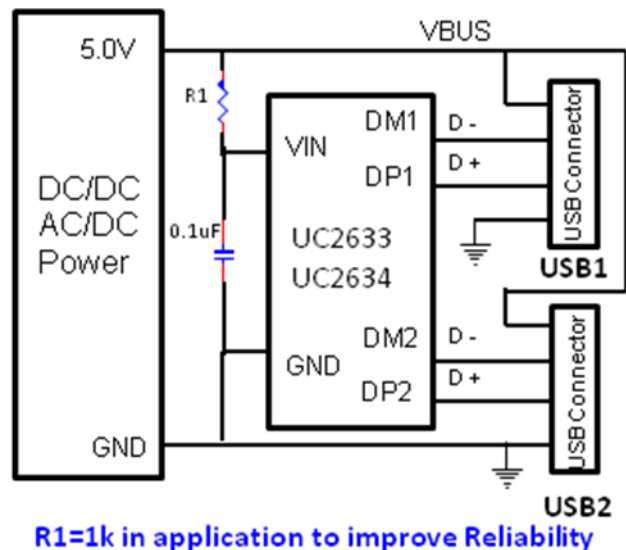 5.0V
VBUS
R1
DM1
D -
VIN
D +
DP1
DC/DC
AC/DC
Power
0.1uF
UC2633
UC2634
USB Connector
USB1
DM2
D -
GND
D +
DP2
USB Connector
GND
USB2
R1=1k in application to improve Reliability